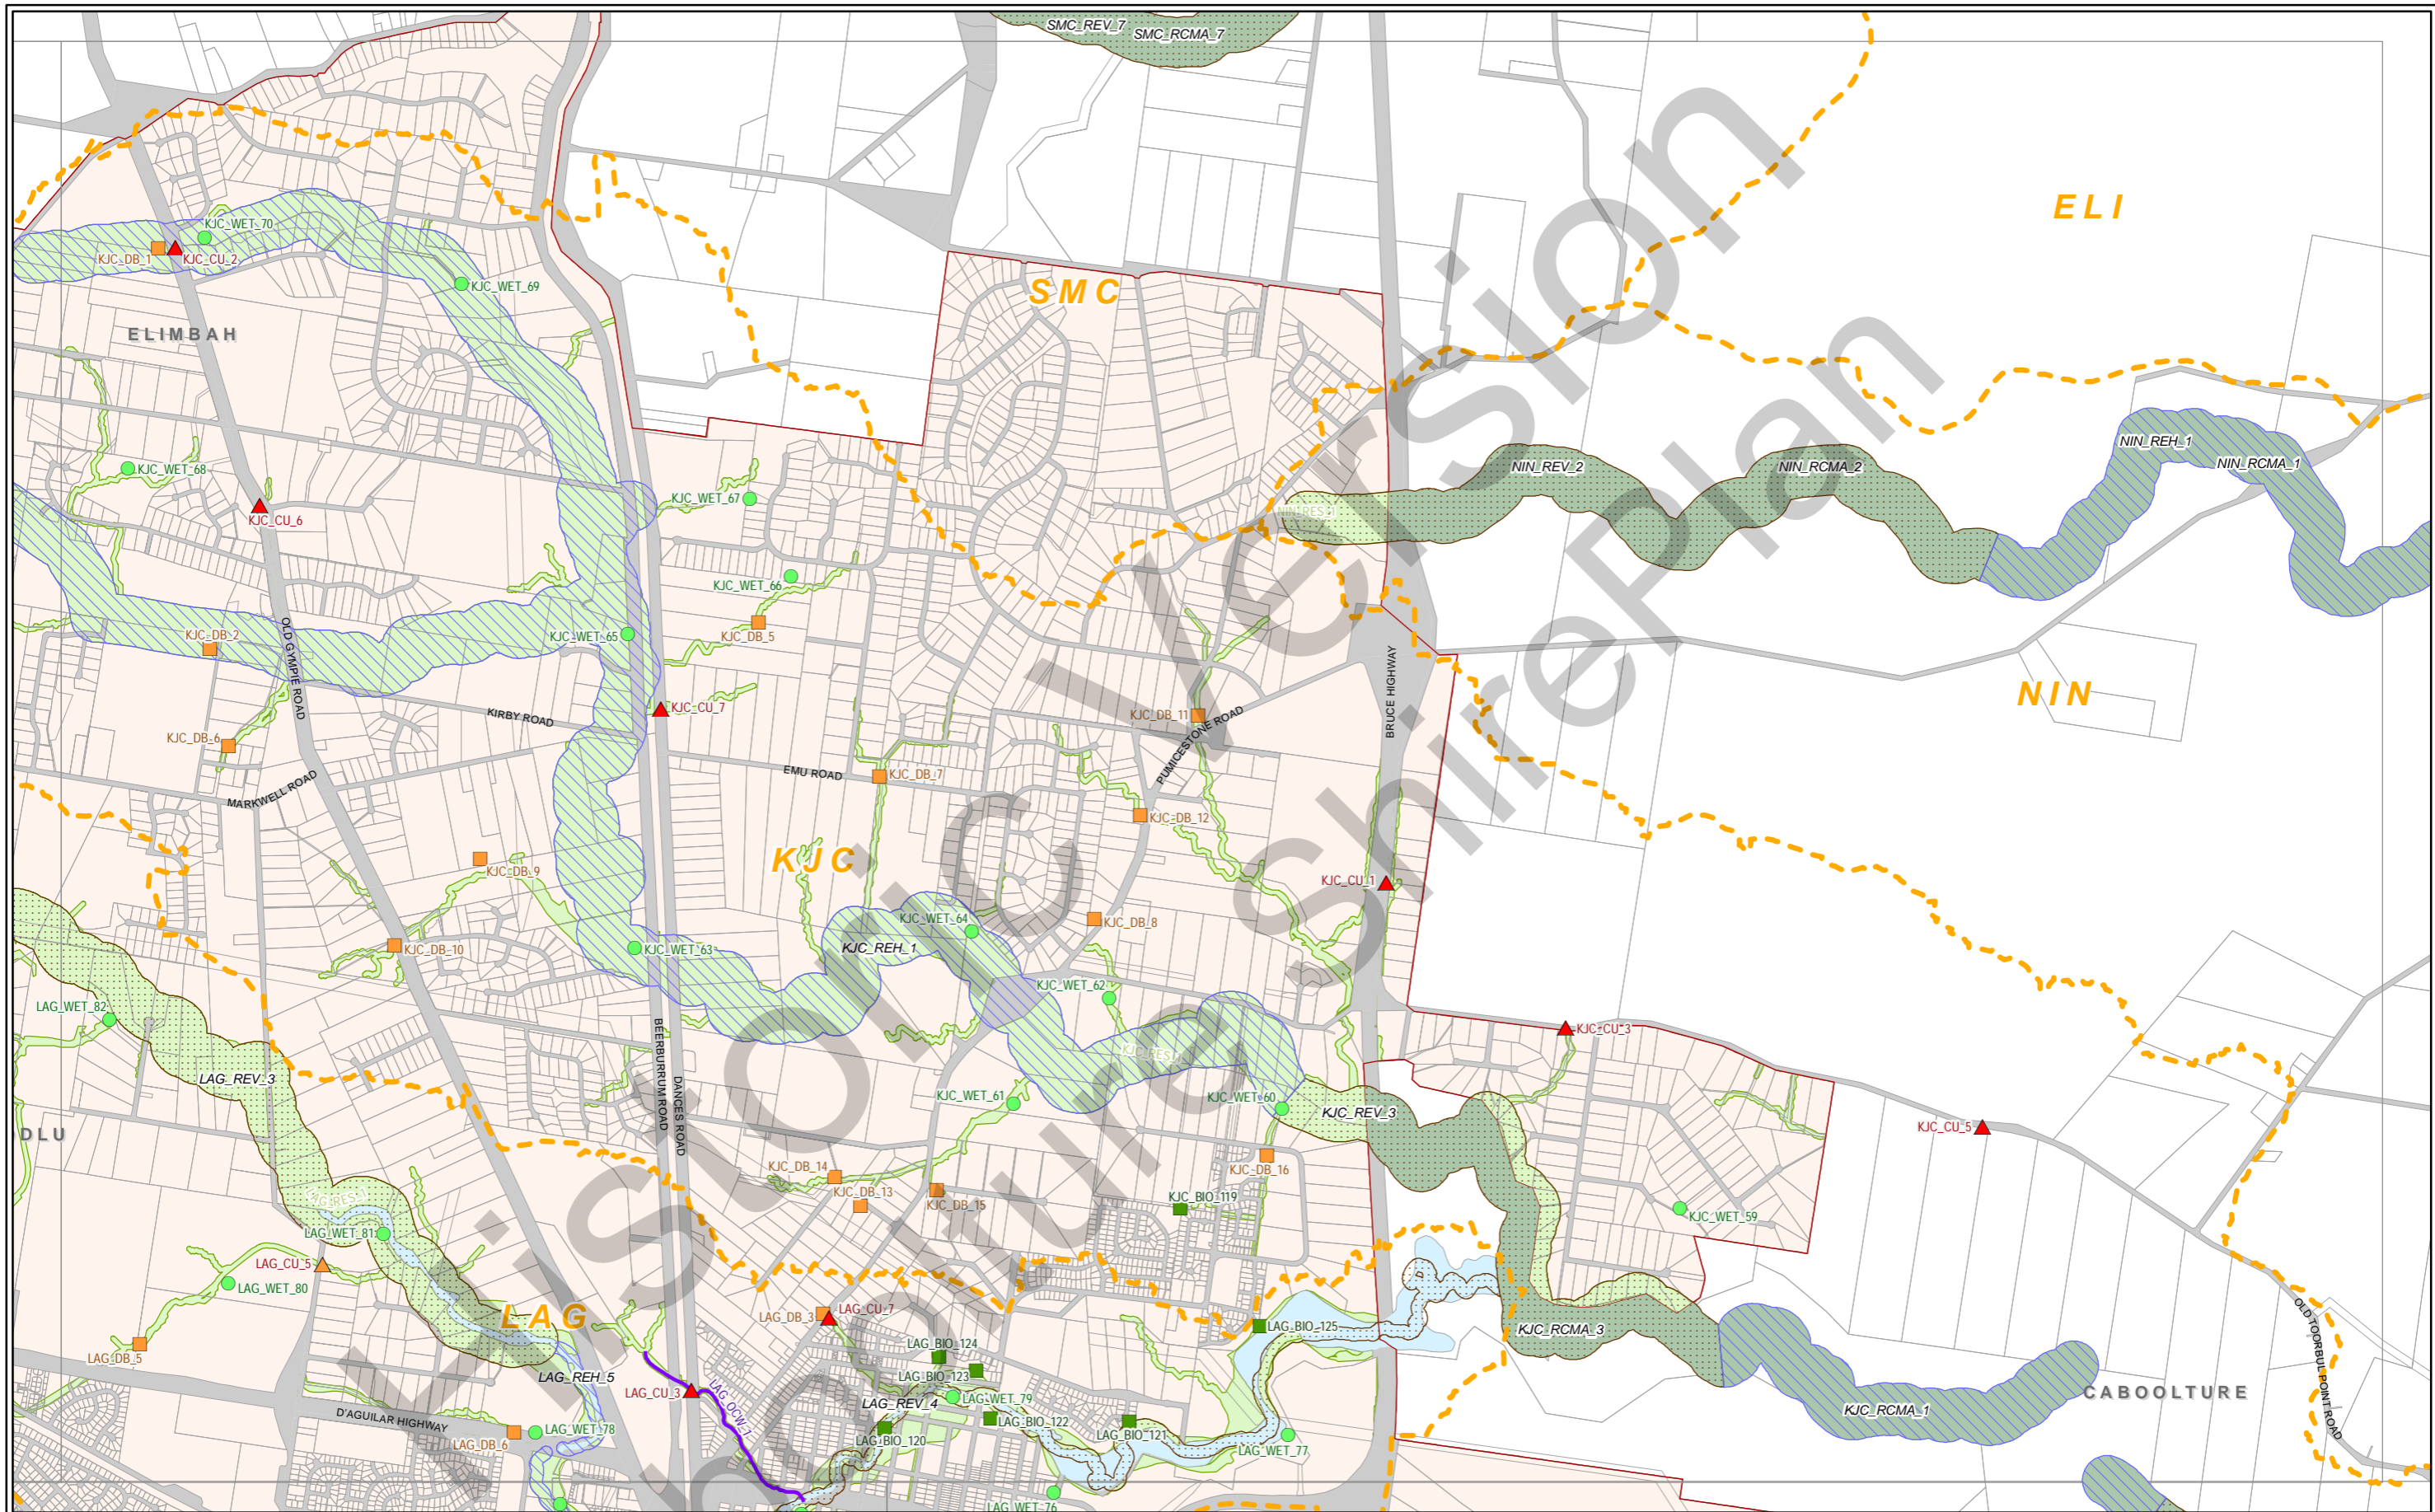 SMC_REV_7
SMC_RCMA_7
ELI
KJC_WET_70
KJC_DB_1
KJC_CU_2
KJC_WET_69
SMC
ELIMBAH
NIN_REH_1
NIN_RCMA_1
NIN_REV_2
NIN_RCMA_2
KJC_WET_68
KJC_WET_67
NIN_RES_1
KJC_CU_6
KJC_WET_66
KJC_WET_65
KJC_DB_5
KJC_DB_2
OLD GYMPIE ROAD
BRUCE HIGHWAY
NIN
KJC_CU_7
KIRBY ROAD
KJC_DB_11
PUMICESTONE ROAD
KJC_DB_6
EMU ROAD
KJC_DB_7
MARKWELL ROAD
KJC_DB_12
KJC
KJC_DB_9
KJC_CU_1
KJC_WET_64
KJC_DB_8
KJC_DB_10
KJC_WET_63
KJC_REH_1
KJC_WET_62
LAG_WET_82
KJC_CU_3
BEERBURRUM ROAD
DANCES ROAD
LAG_REV_3
KJC_WET_61
KJC_WET_60
KJC_REV_3
DLU
KJC_CU_5
KJC_DB_14
KJC_DB_16
KJC_DB_13
KJC_DB_15
KJC_BIO_119
KJC_WET_59
LAG_WET_81
LAG_CU_5
LAG_WET_80
LAG
LAG_DB_3
LAG_CU_7
LAG_BIO_125
KJC_RCMA_3
OLD TOORBUL POINT ROAD
LAG_DB_5
LAG_BIO_124
LAG_REH_5
LAG_BIO_123
LAG_CU_3
LAG_OCW_1
LAG_WET_79
LAG_REV_4
CABOOLTURE
KJC_RCMA_1
D'AGUILAR HIGHWAY
LAG_BIO_122
LAG_WET_78
LAG_DB_6
LAG_BIO_120
LAG_BIO_121
LAG_WET_77
LAG_WET_76
Historic Version
ShirePlan